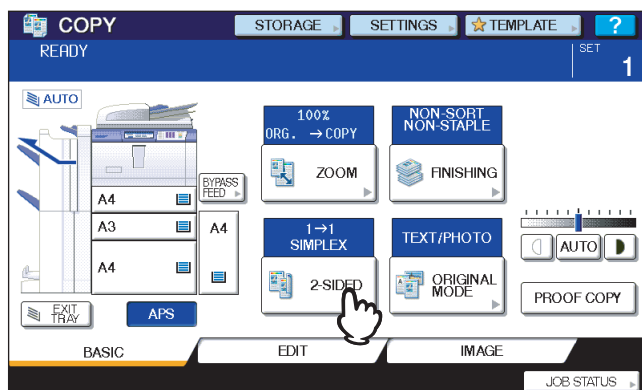 COPY
STORAGE
SETTINGS
TEMPLATE
?
READY
SET
1
AUTO
100%
ORG. →COPY
NON-SORT
NON-STAPLE
ZOOM
FINISHING
BYPASS
FEED
A4
A3
A4
A4
1→1
SIMPLEX
TEXT/PHOTO
2-SIDED
ORIGINAL
MODE
AUTO
PROOF COPY
EXIT
TRAY
APS
BASIC
EDIT
IMAGE
JOB STATUS